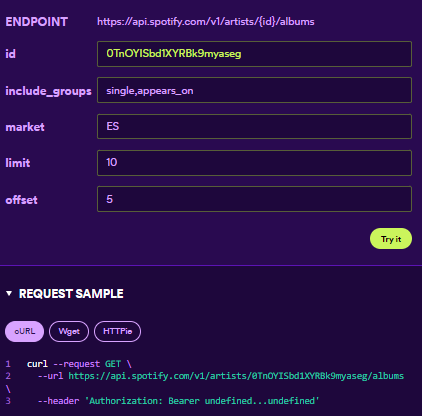 ENDPOINT https://api.spotify.com/v1/artists/{id}/albums
id 0TnOYISbd1XYRBk9myaseg
include_groups single,appears_on
market ES
limit 10
offset 5
Try it
REQUEST SAMPLE
cURL Wget HTTPie
1 curl --request GET \
2 --url https://api.spotify.com/v1/artists/0TnOYISbd1XYRBk9myaseg/albums
\
3 --header 'Authorization: Bearer undefined...undefined'